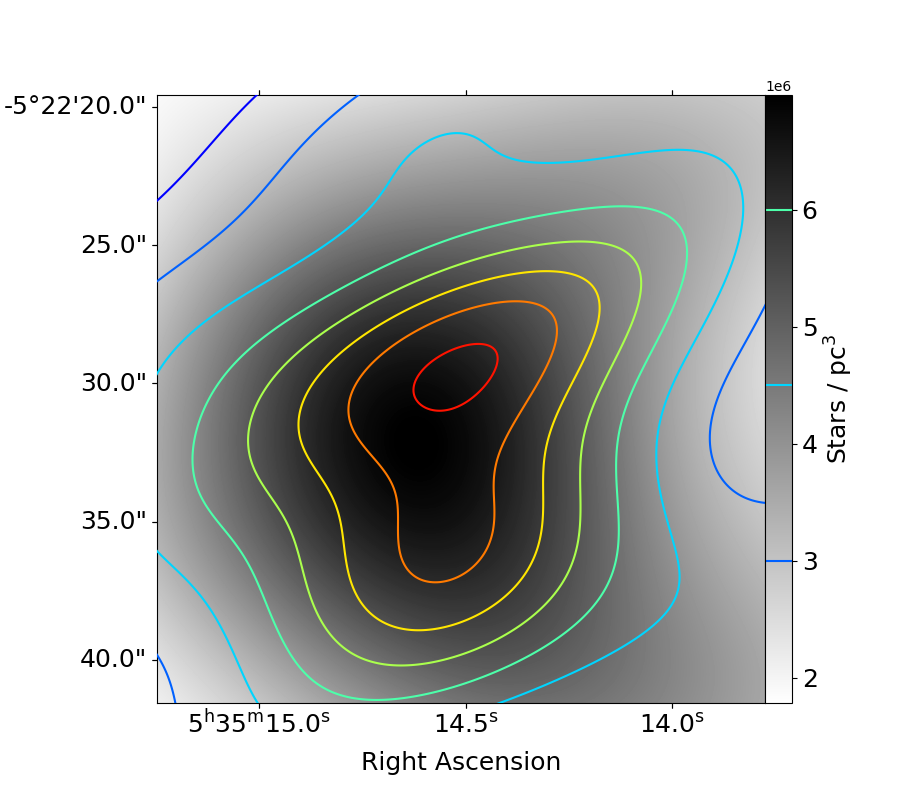 1e6
-5°22'20.0"
25.0"
30.0"
35.0"
40.0"
6
5
4
3
2
Stars / pc³
5ʰ35ᵐ15.0ˢ 14.5ˢ 14.0ˢ
Right Ascension